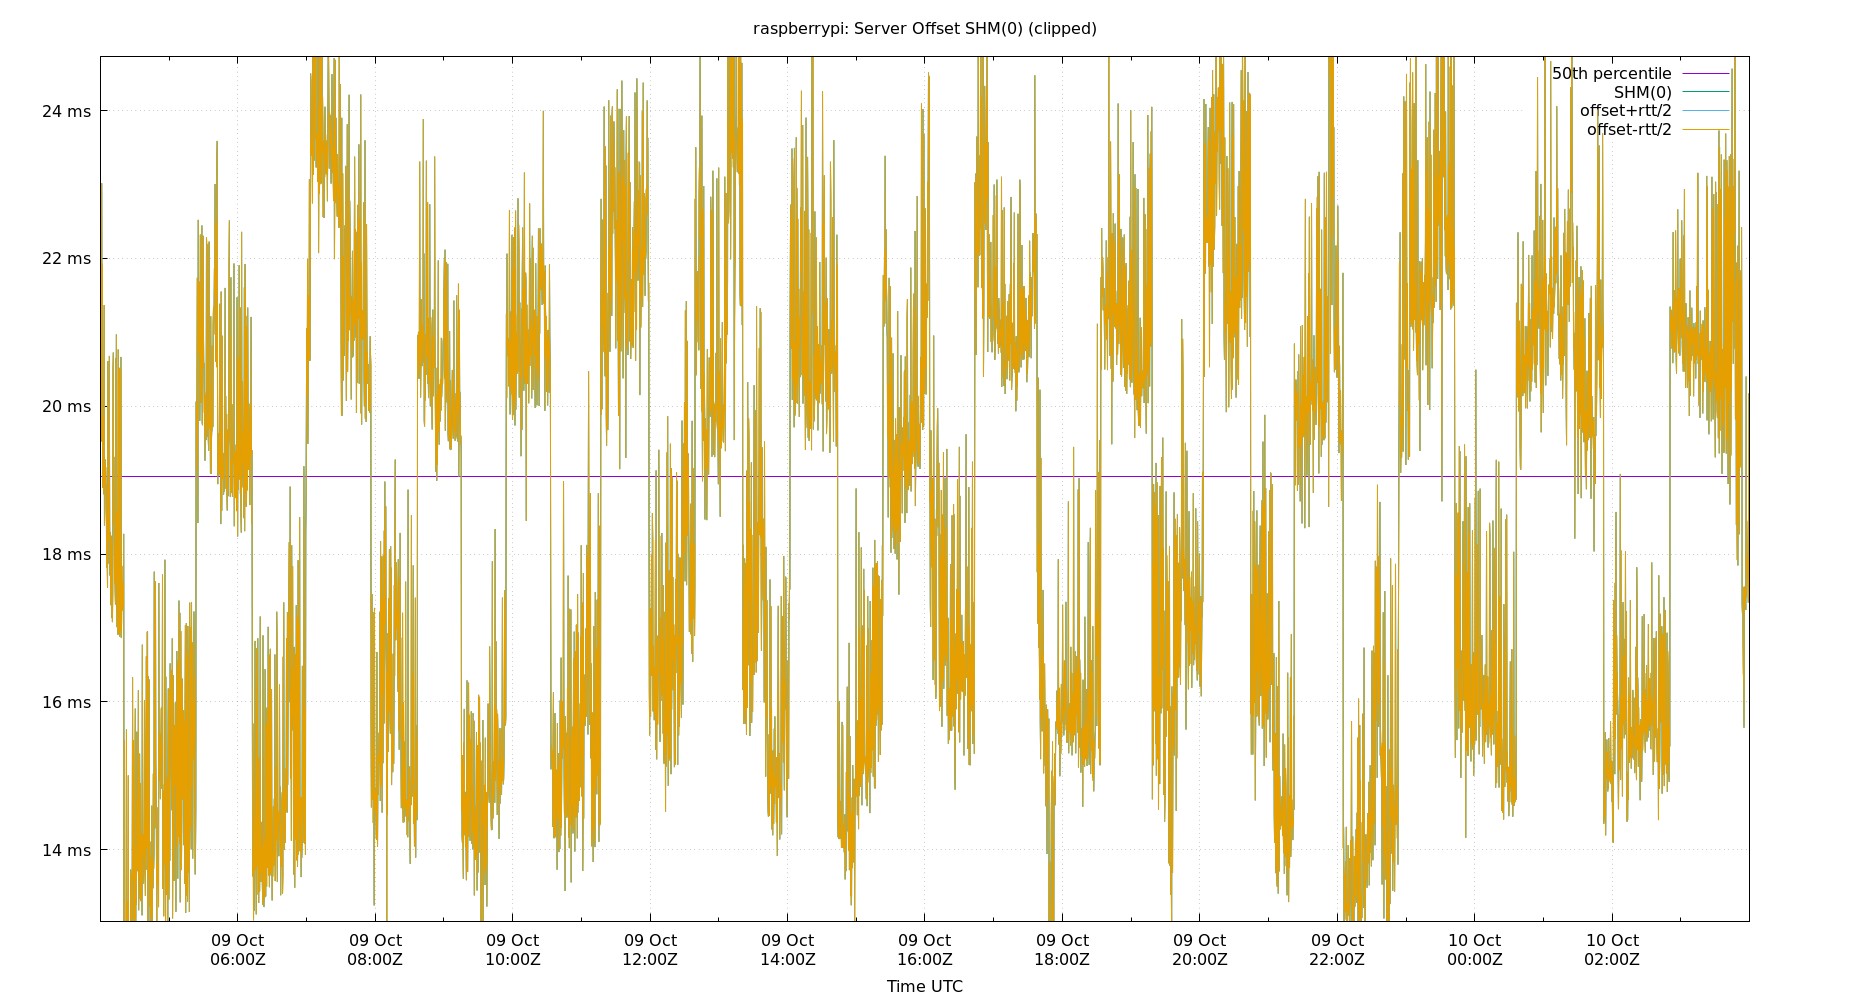 raspberrypi: Server Offset SHM(0) (clipped)
50th percentile
SHM(0)
offset+rtt/2
offset-rtt/2
24 ms
22 ms
20 ms
18 ms
16 ms
14 ms
09 Oct
06:00Z
09 Oct
08:00Z
09 Oct
10:00Z
09 Oct
12:00Z
09 Oct
14:00Z
09 Oct
16:00Z
09 Oct
18:00Z
09 Oct
20:00Z
09 Oct
22:00Z
10 Oct
00:00Z
10 Oct
02:00Z
Time UTC